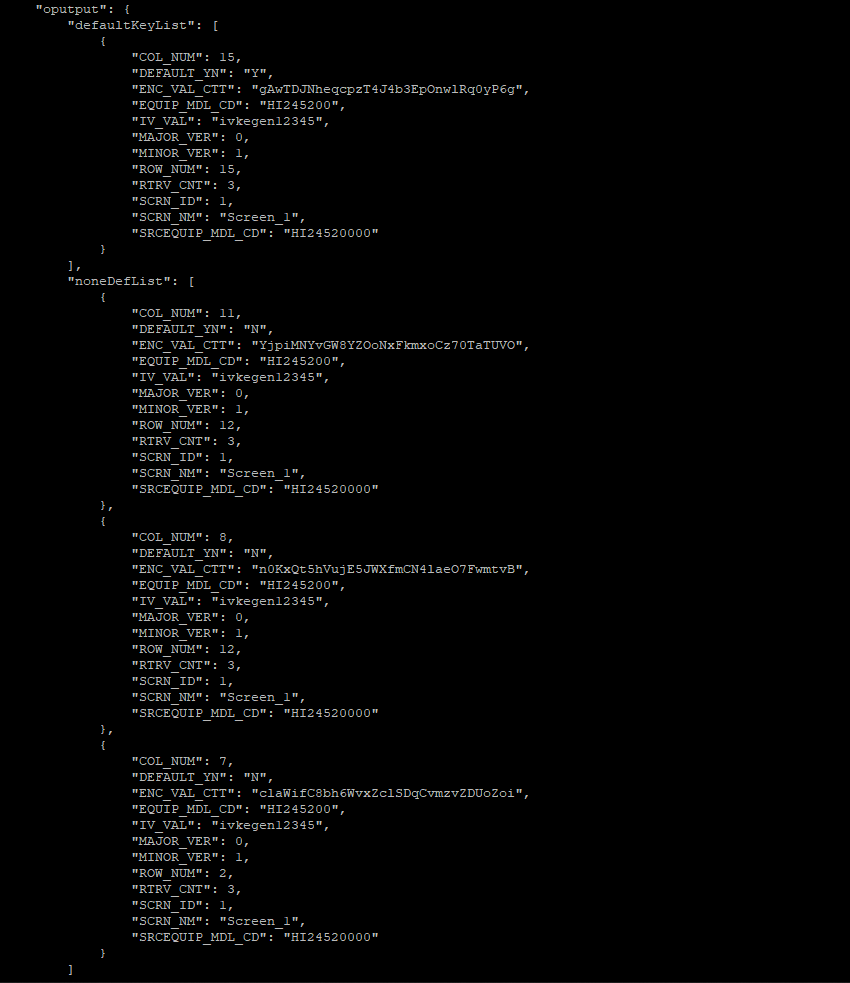 "oputput": {
"defaultKeyList": [
{
"COL_NUM": 15,
"DEFAULT_YN": "Y",
"ENC_VAL_CTT": "gAwTDJNheqcpzT4J4b3EpOnwlRq0yP6g",
"EQUIP_MDL_CD": "HI245200",
"IV_VAL": "ivkegen12345",
"MAJOR_VER": 0,
"MINOR_VER": 1,
"ROW_NUM": 15,
"RTRV_CNT": 3,
"SCRN_ID": 1,
"SCRN_NM": "Screen_1",
"SRCEQUIP_MDL_CD": "HI24520000"
}
],
"noneDefList": [
{
"COL_NUM": 11,
"DEFAULT_YN": "N",
"ENC_VAL_CTT": "YjpiMNYvGW8YZOoNxFkmxoCz70TaTUVO",
"EQUIP_MDL_CD": "HI245200",
"IV_VAL": "ivkegen12345",
"MAJOR_VER": 0,
"MINOR_VER": 1,
"ROW_NUM": 12,
"RTRV_CNT": 3,
"SCRN_ID": 1,
"SCRN_NM": "Screen_1",
"SRCEQUIP_MDL_CD": "HI24520000"
},
{
"COL_NUM": 8,
"DEFAULT_YN": "N",
"ENC_VAL_CTT": "n0KxQt5hVujE5JWXfmCN4laeO7FwmtvB",
"EQUIP_MDL_CD": "HI245200",
"IV_VAL": "ivkegen12345",
"MAJOR_VER": 0,
"MINOR_VER": 1,
"ROW_NUM": 12,
"RTRV_CNT": 3,
"SCRN_ID": 1,
"SCRN_NM": "Screen_1",
"SRCEQUIP_MDL_CD": "HI24520000"
},
{
"COL_NUM": 7,
"DEFAULT_YN": "N",
"ENC_VAL_CTT": "claWifC8bh6WvxZclSDqCvmzvZDUoZoi",
"EQUIP_MDL_CD": "HI245200",
"IV_VAL": "ivkegen12345",
"MAJOR_VER": 0,
"MINOR_VER": 1,
"ROW_NUM": 2,
"RTRV_CNT": 3,
"SCRN_ID": 1,
"SCRN_NM": "Screen_1",
"SRCEQUIP_MDL_CD": "HI24520000"
}
]